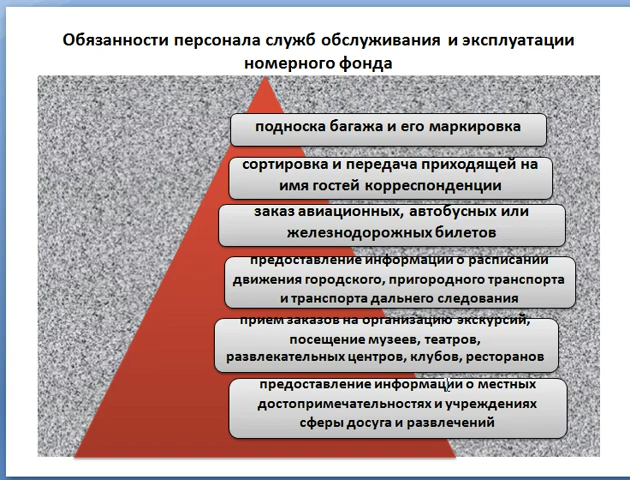 Обязанности персонала служб обслуживания и эксплуатации
номерного фонда
подноска багажа и его маркировка
сортировка и передача приходящей на
имя гостей корреспонденции
заказ авиационных, автобусных или
железнодорожных билетов
предоставление информации о расписании
движения городского, пригородного транспорта
и транспорта дальнего следования
прием заказов на организацию экскурсий,
посещение музеев, театров,
развлекательных центров, клубов, ресторанов
предоставление информации о местных
достопримечательностях и учреждениях
сферы досуга и развлечений